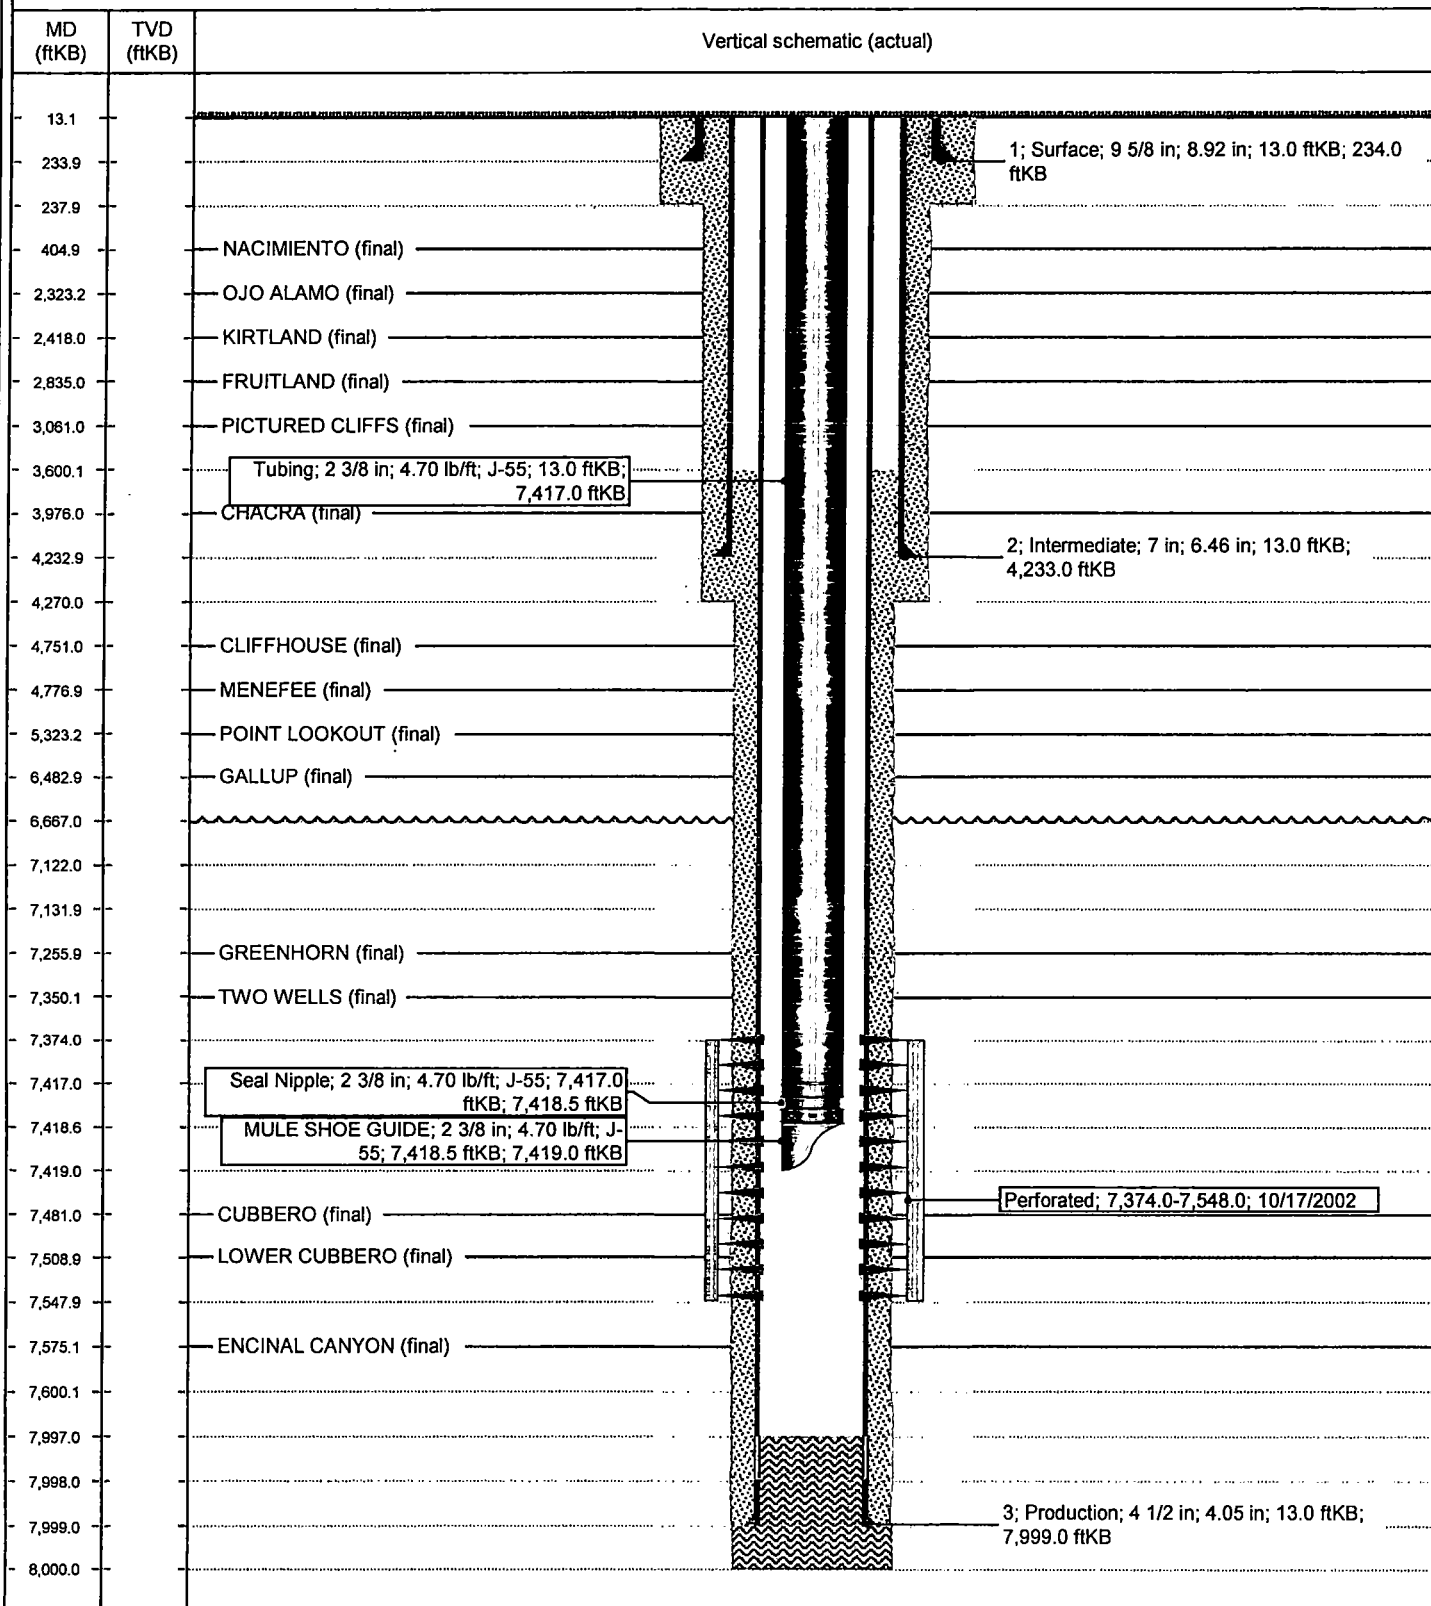 MD
(ftKB)
TVD
(ftKB)
Vertical schematic (actual)
13.1
1; Surface; 9 5/8 in; 8.92 in; 13.0 ftKB; 234.0
ftKB
233.9
237.9
404.9 NACIMIENTO (final)
2,323.2 OJO ALAMO (final)
2,418.0 KIRTLAND (final)
2,835.0 FRUITLAND (final)
3,061.0 PICTURED CLIFFS (final)
3,600.1 Tubing; 2 3/8 in; 4.70 lb/ft; J-55; 13.0 ftKB;
7,417.0 ftKB
3,976.0 CHACRA (final)
2; Intermediate; 7 in; 6.46 in; 13.0 ftKB;
4,233.0 ftKB
4,232.9
4,270.0
4,751.0 CLIFFHOUSE (final)
4,776.9 MENEFEE (final)
5,323.2 POINT LOOKOUT (final)
6,482.9 GALLUP (final)
6,667.0
7,122.0
7,131.9
7,255.9 GREENHORN (final)
7,350.1 TWO WELLS (final)
7,374.0
7,417.0 Seal Nipple; 2 3/8 in; 4.70 lb/ft; J-55; 7,417.0
ftKB; 7,418.5 ftKB
7,418.6 MULE SHOE GUIDE; 2 3/8 in; 4.70 lb/ft; J-
55; 7,418.5 ftKB; 7,419.0 ftKB
7,419.0
Perforated; 7,374.0-7,548.0; 10/17/2002
7,481.0 CUBBERO (final)
7,508.9 LOWER CUBBERO (final)
7,547.9
7,575.1 ENCINAL CANYON (final)
7,600.1
7,997.0
7,998.0
3; Production; 4 1/2 in; 4.05 in; 13.0 ftKB;
7,999.0 ftKB
7,999.0
8,000.0